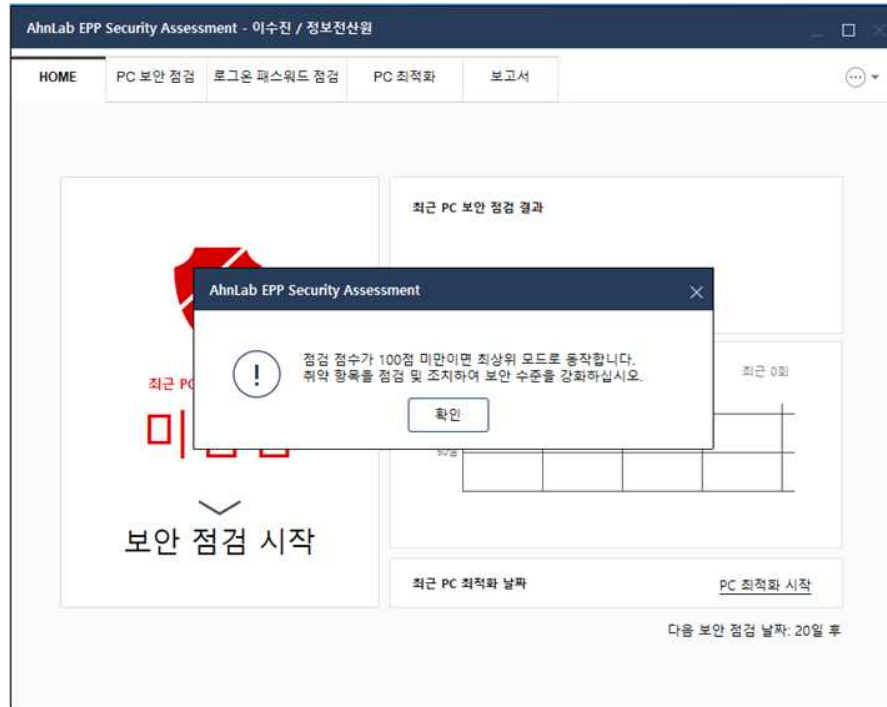 AhnLab EPP Security Assessment - 이수진 / 정보전산원
HOME PC 보안 점검 로그온 패스워드 점검 PC 최적화 보고서
최근 PC 보안 점검 결과
AhnLab EPP Security Assessment
점검 점수가 100점 미만이면 최상위 모드로 동작합니다.
취약 항목을 점검 및 조치하여 보안 수준을 강화하십시오.
확인
최근 PC
최근 0회
보안 점검 시작
최근 PC 최적화 날짜
PC 최적화 시작
다음 보안 점검 날짜: 20일 후